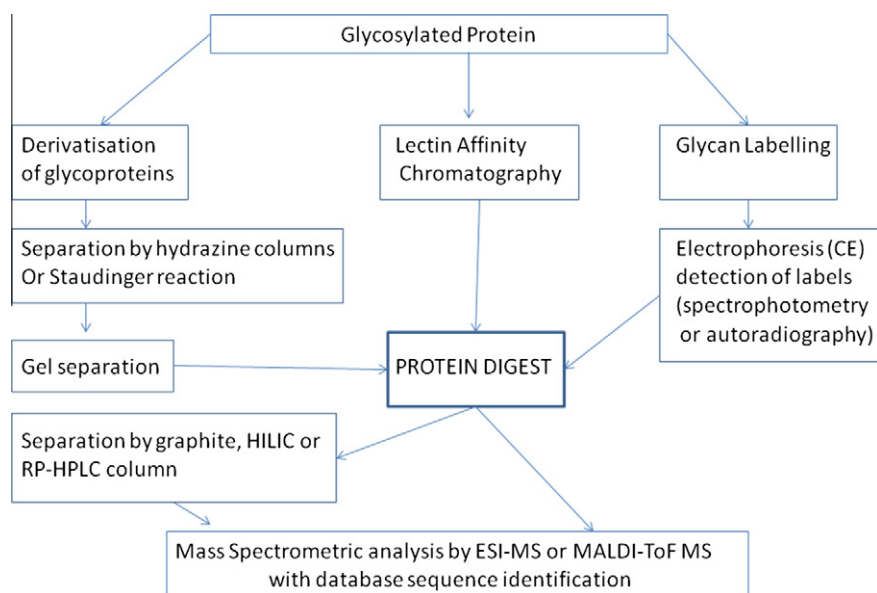 Glycosylated Protein
Derivatisation
of glycoproteins
Lectin Affinity
Chromatography
Glycan Labelling
Separation by hydrazine columns
Or Staudinger reaction
Electrophoresis (CE)
detection of labels
(spectrophotometry
or autoradiography)
Gel separation
PROTEIN DIGEST
Separation by graphite, HILIC or
RP-HPLC column
Mass Spectrometric analysis by ESI-MS or MALDI-ToF MS
with database sequence identification